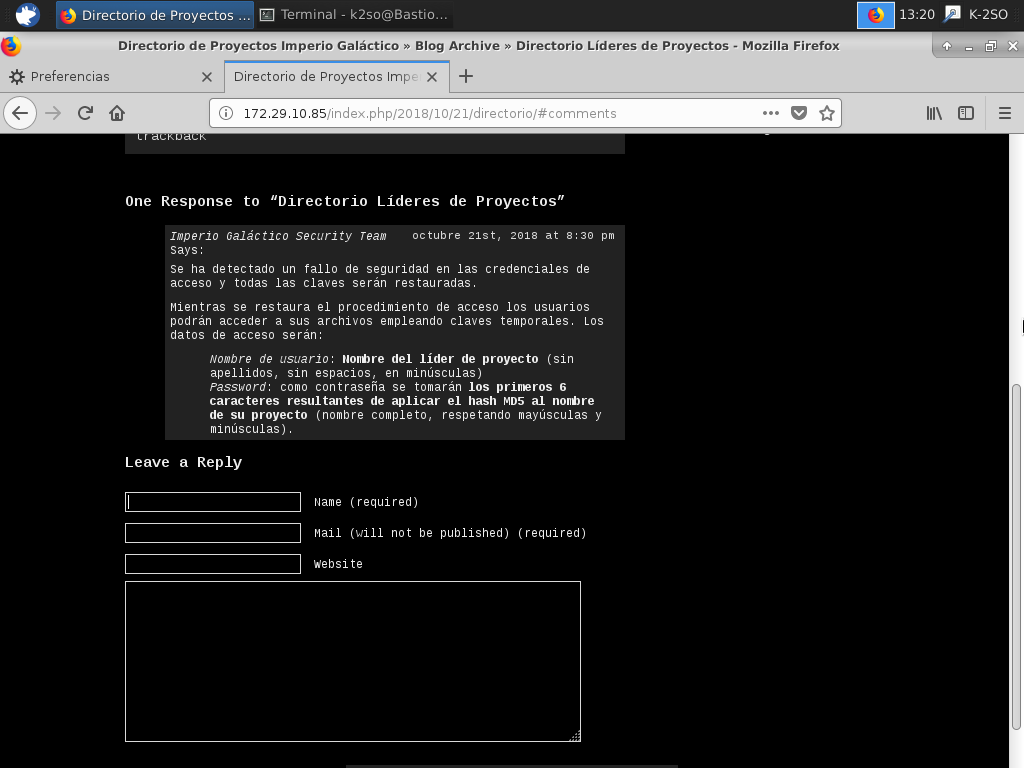 Directorio de Proyectos ...
Terminal - k2so@Bastio...
13:20
K-2SO
Directorio de Proyectos Imperio Galáctico » Blog Archive » Directorio Líderes de Proyectos - Mozilla Firefox
Preferencias
Directorio de Proyectos Impe
172.29.10.85/index.php/2018/10/21/directorio/#comments
trackback
One Response to “Directorio Líderes de Proyectos”
Imperio Galáctico Security Team octubre 21st, 2018 at 8:30 pm
Says:
Se ha detectado un fallo de seguridad en las credenciales de
acceso y todas las claves serán restauradas.
Mientras se restaura el procedimiento de acceso los usuarios
podrán acceder a sus archivos empleando claves temporales. Los
datos de acceso serán:
Nombre de usuario: Nombre del líder de proyecto (sin
apellidos, sin espacios, en minúsculas)
Password: como contraseña se tomarán los primeros 6
caracteres resultantes de aplicar el hash MD5 al nombre
de su proyecto (nombre completo, respetando mayúsculas y
minúsculas).
Leave a Reply
Name (required)
Mail (will not be published) (required)
Website